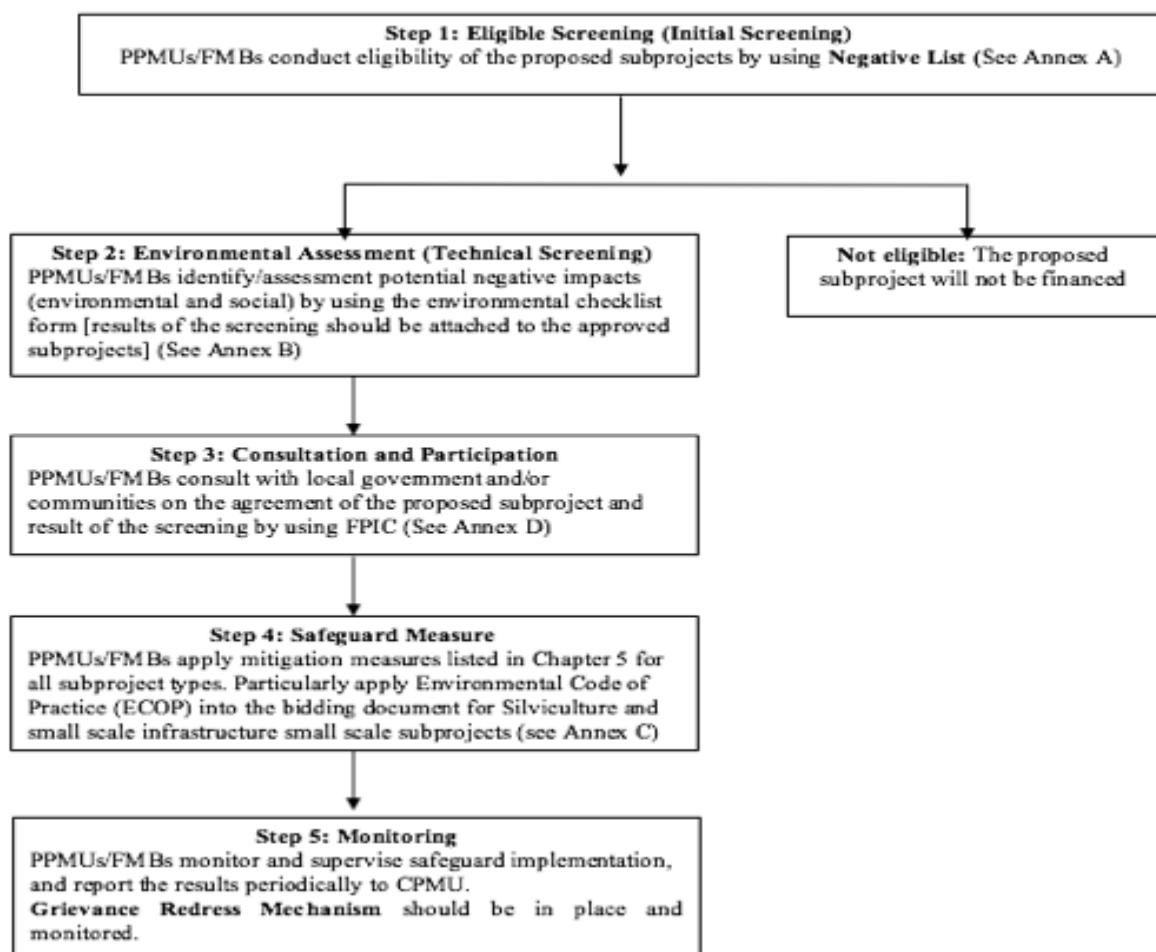 Step 1: Eligible Screening (Initial Screening)
PPMUs/FMBs conduct eligibility of the proposed subprojects by using Negative List (See Annex A)
Step 2: Environmental Assessment (Technical Screening)
PPMUs/FMBs identify/assessment potential negative impacts
(environmental and social) by using the environmental checklist
form [results of the screening should be attached to the approved
subprojects] (See Annex B)
Not eligible: The proposed
subproject will not be financed
Step 3: Consultation and Participation
PPMUs/FMBs consult with local government and/or
communities on the agreement of the proposed subproject and
result of the screening by using FPIC (See Annex D)
Step 4: Safeguard Measure
PPMUs/FMBs apply mitigation measures listed in Chapter 5 for
all subproject types. Particularly apply Environmental Code of
Practice (ECOP) into the bidding document for Silviculture and
small scale infrastructure small scale subprojects (see Annex C)
Step 5: Monitoring
PPMUs/FMBs monitor and supervise safeguard implementation,
and report the results periodically to CPMU.
Grievance Redress Mechanism should be in place and
monitored.